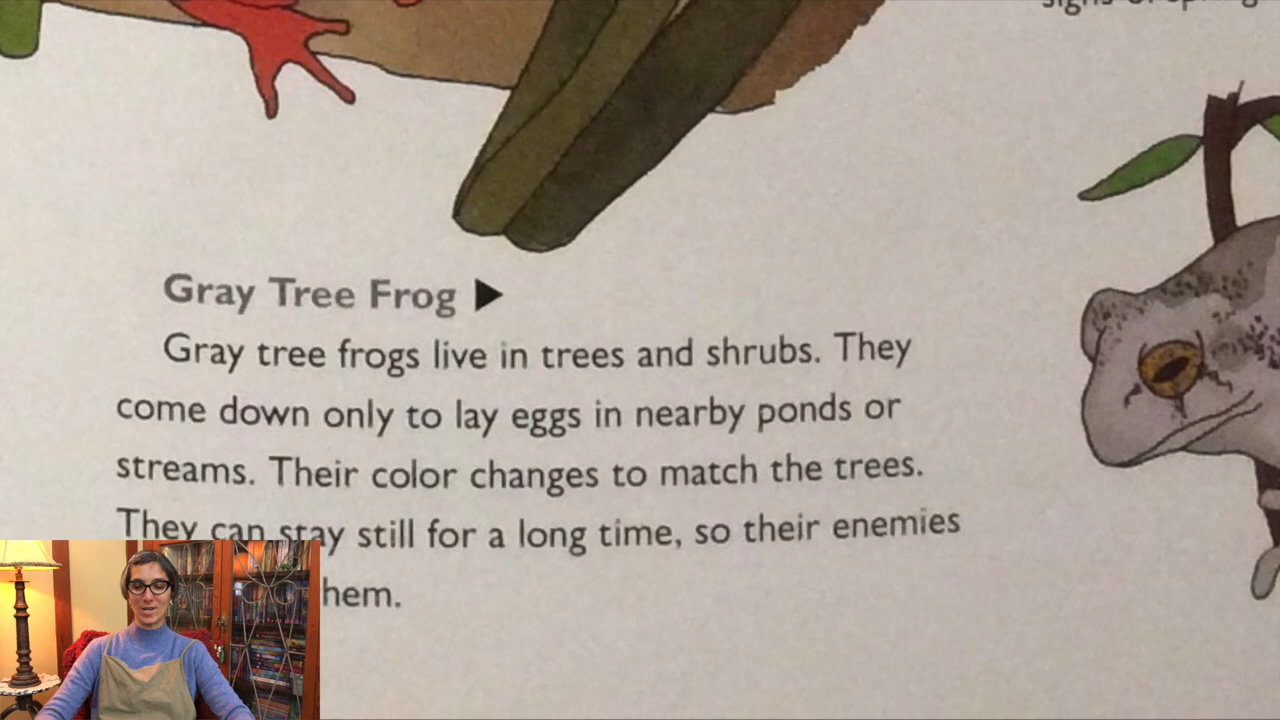 Gray Tree Frog ▶
Gray tree frogs live in trees and shrubs. They
come down only to lay eggs in nearby ponds or
streams. Their color changes to match the trees.
They can stay still for a long time, so their enemies
hem.